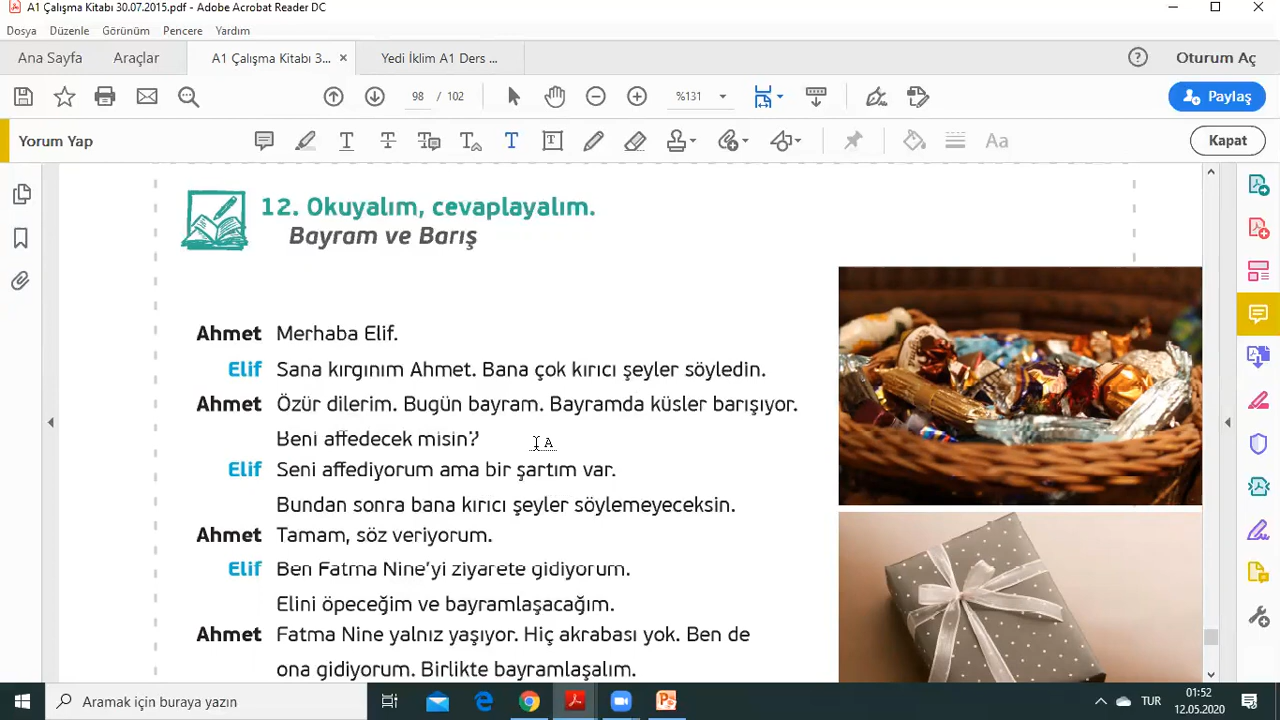 A1 Çalışma Kitabı 30.07.2015.pdf - Adobe Acrobat Reader DC
Dosya Düzenle Görünüm Pencere Yardım
Ana Sayfa Araçlar A1 Çalışma Kitabı 3... × Yedi İklim A1 Ders ... Oturum Aç
98 / 102 %131 Paylaş
Yorum Yap Kapat
12. Okuyalım, cevaplayalım.
Bayram ve Barış
Ahmet Merhaba Elif.
Elif Sana kırgınım Ahmet. Bana çok kırıcı şeyler söyledin.
Ahmet Özür dilerim. Bugün bayram. Bayramda küsler barışıyor.
Beni affedecek misin?
Elif Seni affediyorum ama bir şartım var.
Bundan sonra bana kırıcı şeyler söylemeyeceksin.
Ahmet Tamam, söz veriyorum.
Elif Ben Fatma Nine'yi ziyarete gidiyorum.
Elini öpeceğim ve bayramlaşacağım.
Ahmet Fatma Nine yalnız yaşıyor. Hiç akrabası yok. Ben de
ona gidiyorum. Birlikte bayramlaşalım.
Aramak için buraya yazın TUR 01:52
12.05.2020